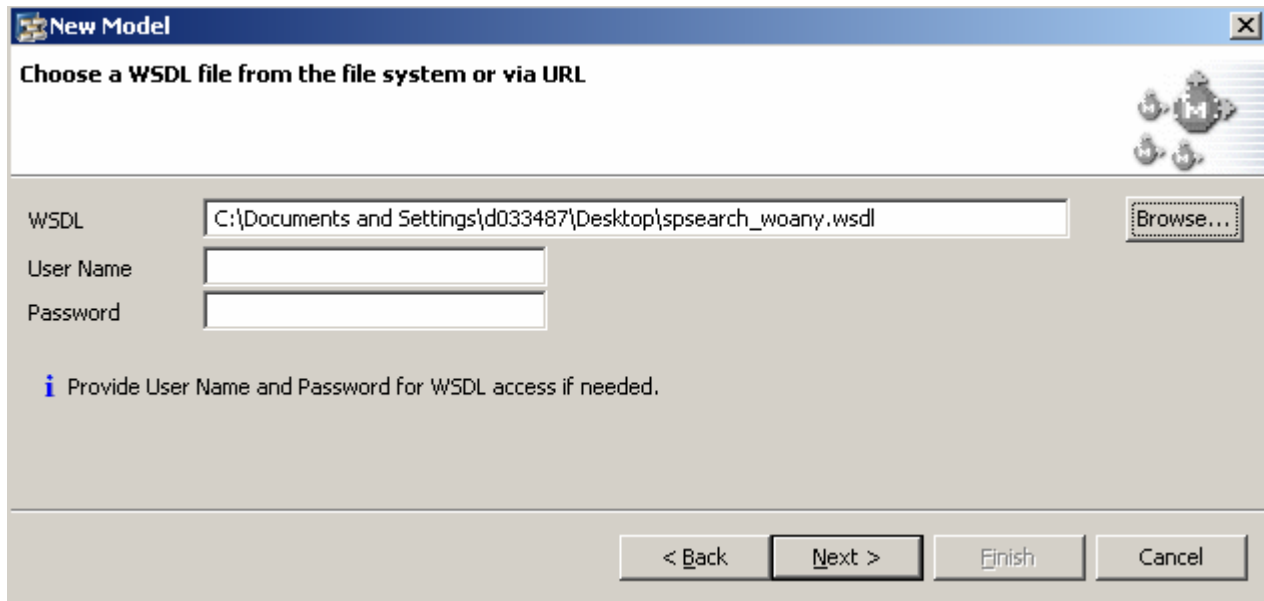 New Model
Choose a WSDL file from the file system or via URL
M
WSDL C:\Documents and Settings\d033487\Desktop\spsearch_woany.wsdl Browse...
User Name
Password
i Provide User Name and Password for WSDL access if needed.
< Back Next > Finish Cancel